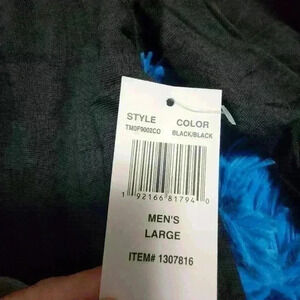 STYLE COLOR
TM0F9002CO BLACK/BLACK
1 92166 81794 0
MEN'S
LARGE
ITEM# 1307816